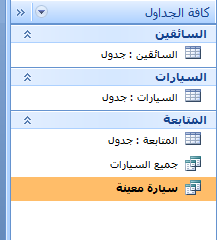 كافة الجداول
السائقين
السائقين : جدول
السيارات
السيارات : جدول
المتابعة
المتابعة : جدول
جميع السيارات
سيارة معينة